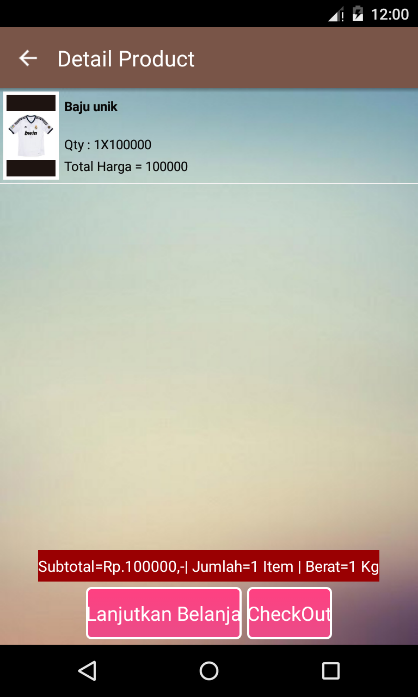 12:00
Detail Product
Baju unik
bwin
Qty : 1X100000
Total Harga = 100000
Subtotal=Rp.100000,-| Jumlah=1 Item | Berat=1 Kg
Lanjutkan Belanja
CheckOut